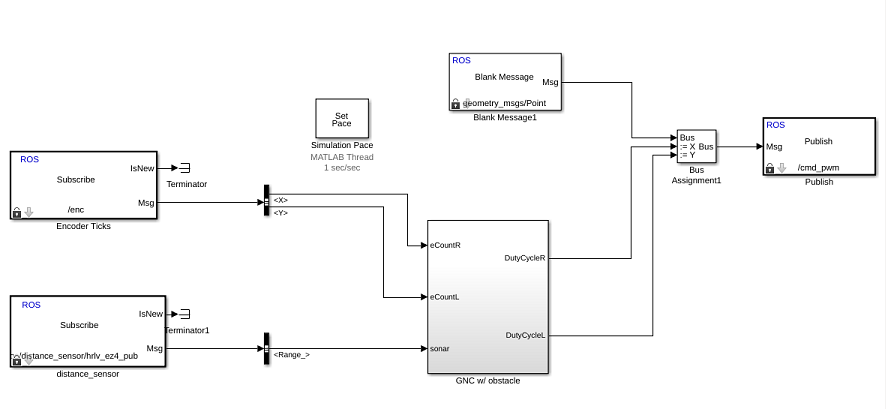 ROS
Blank Message
Msg
geometry_msgs/Point
Blank Message1
Set
Pace
Simulation Pace
MATLAB Thread
1 sec/sec
ROS
Subscribe
IsNew
Msg
/enc
Encoder Ticks
Terminator
<X>
<Y>
Bus
:= X Bus
:= Y
Bus
Assignment1
ROS
Publish
Msg
/cmd_pwm
Publish
eCountR
eCountL
sonar
DutyCycleR
DutyCycleL
GNC w/ obstacle
ROS
Subscribe
IsNew
Msg
/distance_sensor/hrlv_ez4_pub
distance_sensor
Terminator1
<Range_>